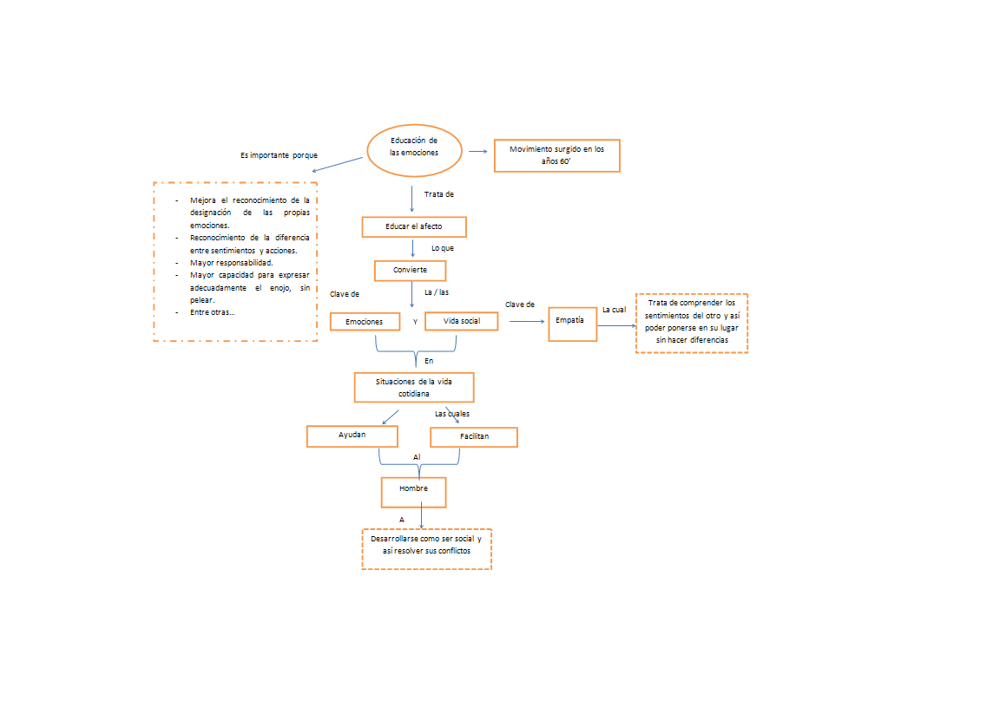 Educación de
las emociones
Movimiento surgido en los
años 60’
Es importante porque
- Mejora el reconocimiento de la
designación de las propias
emociones.
- Reconocimiento de la diferencia
entre sentimientos y acciones.
- Mayor responsabilidad.
- Mayor capacidad para expresar
adecuadamente el enojo, sin
pelear.
- Entre otras…
Trata de
Educar el afecto
Lo que
Convierte
La / las
Clave de
Emociones
Y
Vida social
Clave de
Empatía
La cual
Trata de comprender los
sentimientos del otro y así
poder ponerse en su lugar
sin hacer diferencias
En
Situaciones de la vida
cotidiana
Las cuales
Ayudan
Facilitan
Al
Hombre
A
Desarrollarse como ser social y
así resolver sus conflictos